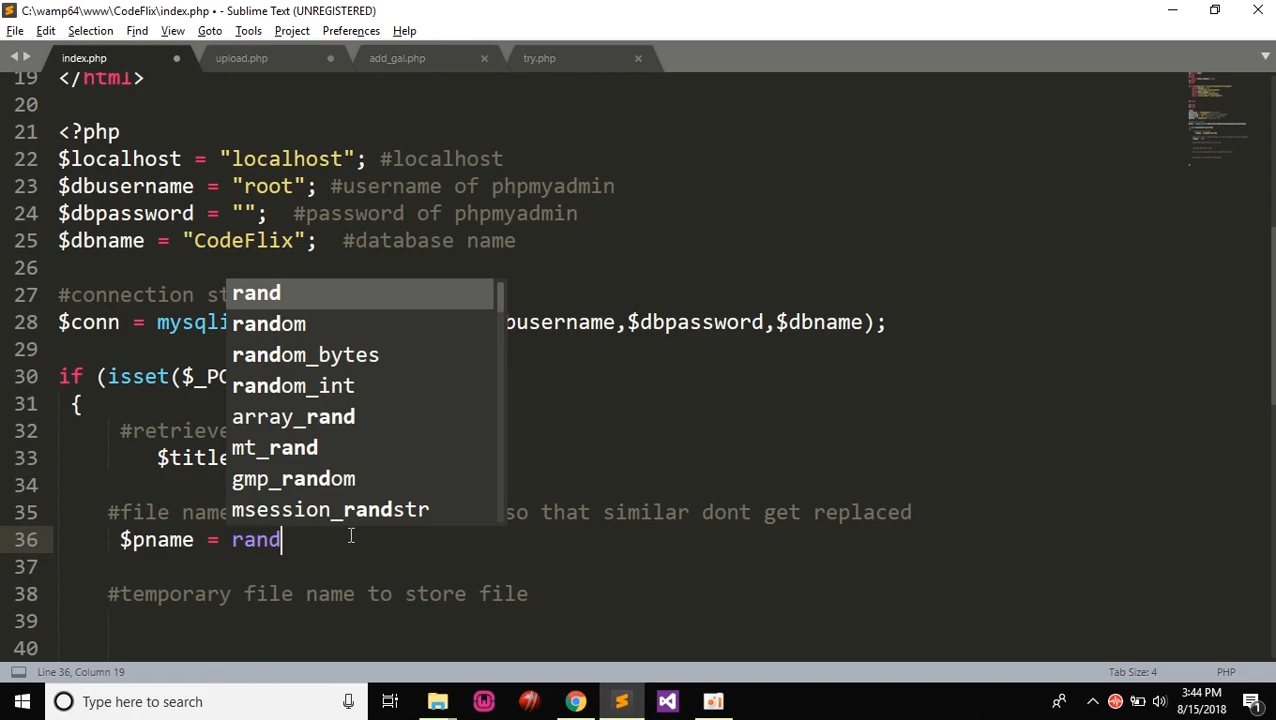 C:\wamp64\www\CodeFlix\index.php • - Sublime Text (UNREGISTERED)
File Edit Selection Find View Goto Tools Project Preferences Help
index.php upload.php add_gal.php try.php
19 </html>
20
21 <?php
22 $localhost = "localhost"; #localhost
23 $dbusername = "root"; #username of phpmyadmin
24 $dbpassword = ""; #password of phpmyadmin
25 $dbname = "CodeFlix"; #database name
26
27 #connection st
28 $conn = mysqli busername,$dbpassword,$dbname);
29
30 if (isset($_PO
31 {
32 #retrieve
33 $title
34
35 #file name so that similar dont get replaced
36 $pname = rand
37
38 #temporary file name to store file
39
40
rand
random
random_bytes
random_int
array_rand
mt_rand
gmp_random
msession_randstr
Line 36, Column 19 Tab Size: 4 PHP
Type here to search
3:44 PM
8/15/2018
1